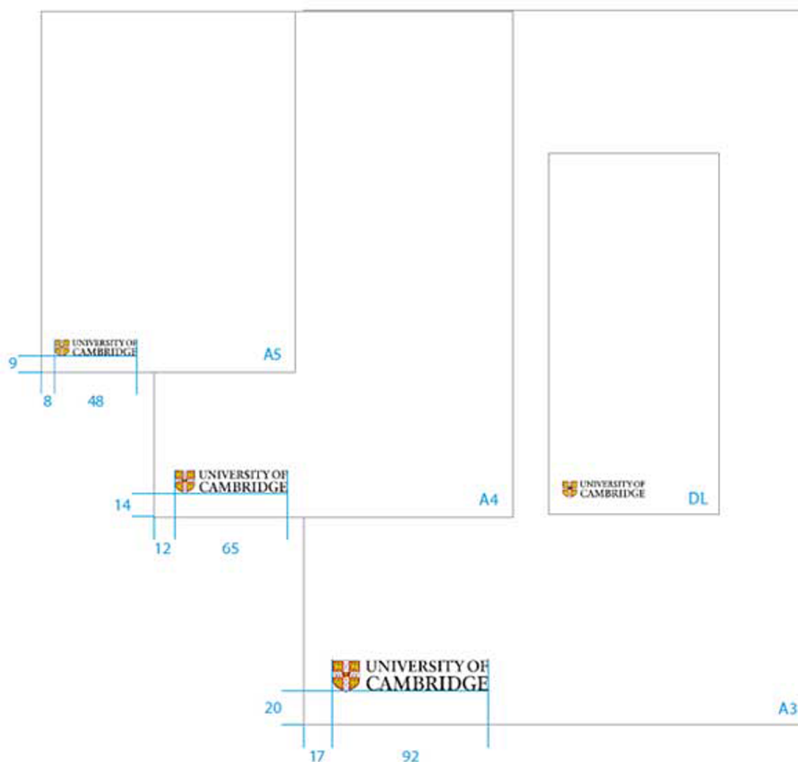 UNIVERSITY OF
CAMBRIDGE
A5
9
8
48
UNIVERSITY OF
CAMBRIDGE
A4
14
12
65
UNIVERSITY OF
CAMBRIDGE
DL
UNIVERSITY OF
CAMBRIDGE
20
A3
17
92